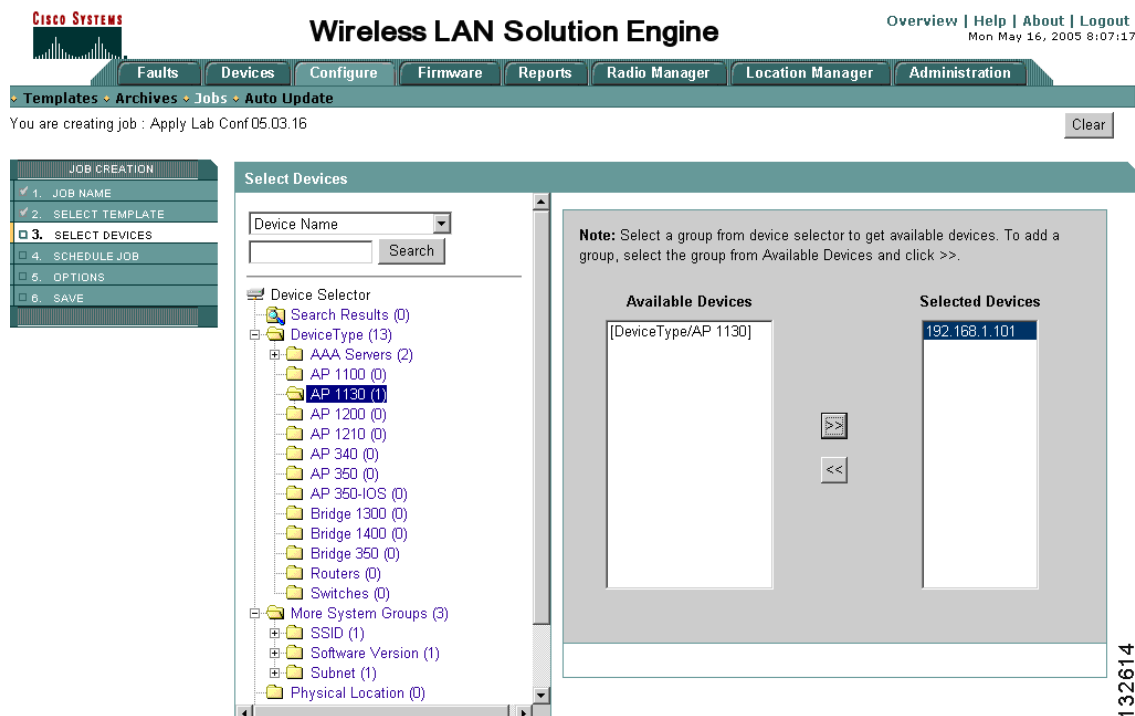 CISCO SYSTEMS
Wireless LAN Solution Engine
Overview | Help | About | Logout
Mon May 16, 2005 8:07:17
Faults
Devices
Configure
Firmware
Reports
Radio Manager
Location Manager
Administration
Templates Archives Jobs Auto Update
You are creating job : Apply Lab Conf 05.03.16
Clear
JOB CREATION
1. JOB NAME
2. SELECT TEMPLATE
3. SELECT DEVICES
4. SCHEDULE JOB
5. OPTIONS
6. SAVE
Select Devices
Device Name
Search
Device Selector
Search Results (0)
DeviceType (13)
AAA Servers (2)
AP 1100 (0)
AP 1130 (1)
AP 1200 (0)
AP 1210 (0)
AP 340 (0)
AP 350 (0)
AP 350-IOS (0)
Bridge 1300 (0)
Bridge 1400 (0)
Bridge 350 (0)
Routers (0)
Switches (0)
More System Groups (3)
SSID (1)
Software Version (1)
Subnet (1)
Physical Location (0)
Note: Select a group from device selector to get available devices. To add a
group, select the group from Available Devices and click >>.
Available Devices
[DeviceType/AP 1130]
>>
<<
Selected Devices
192.168.1.101
132614